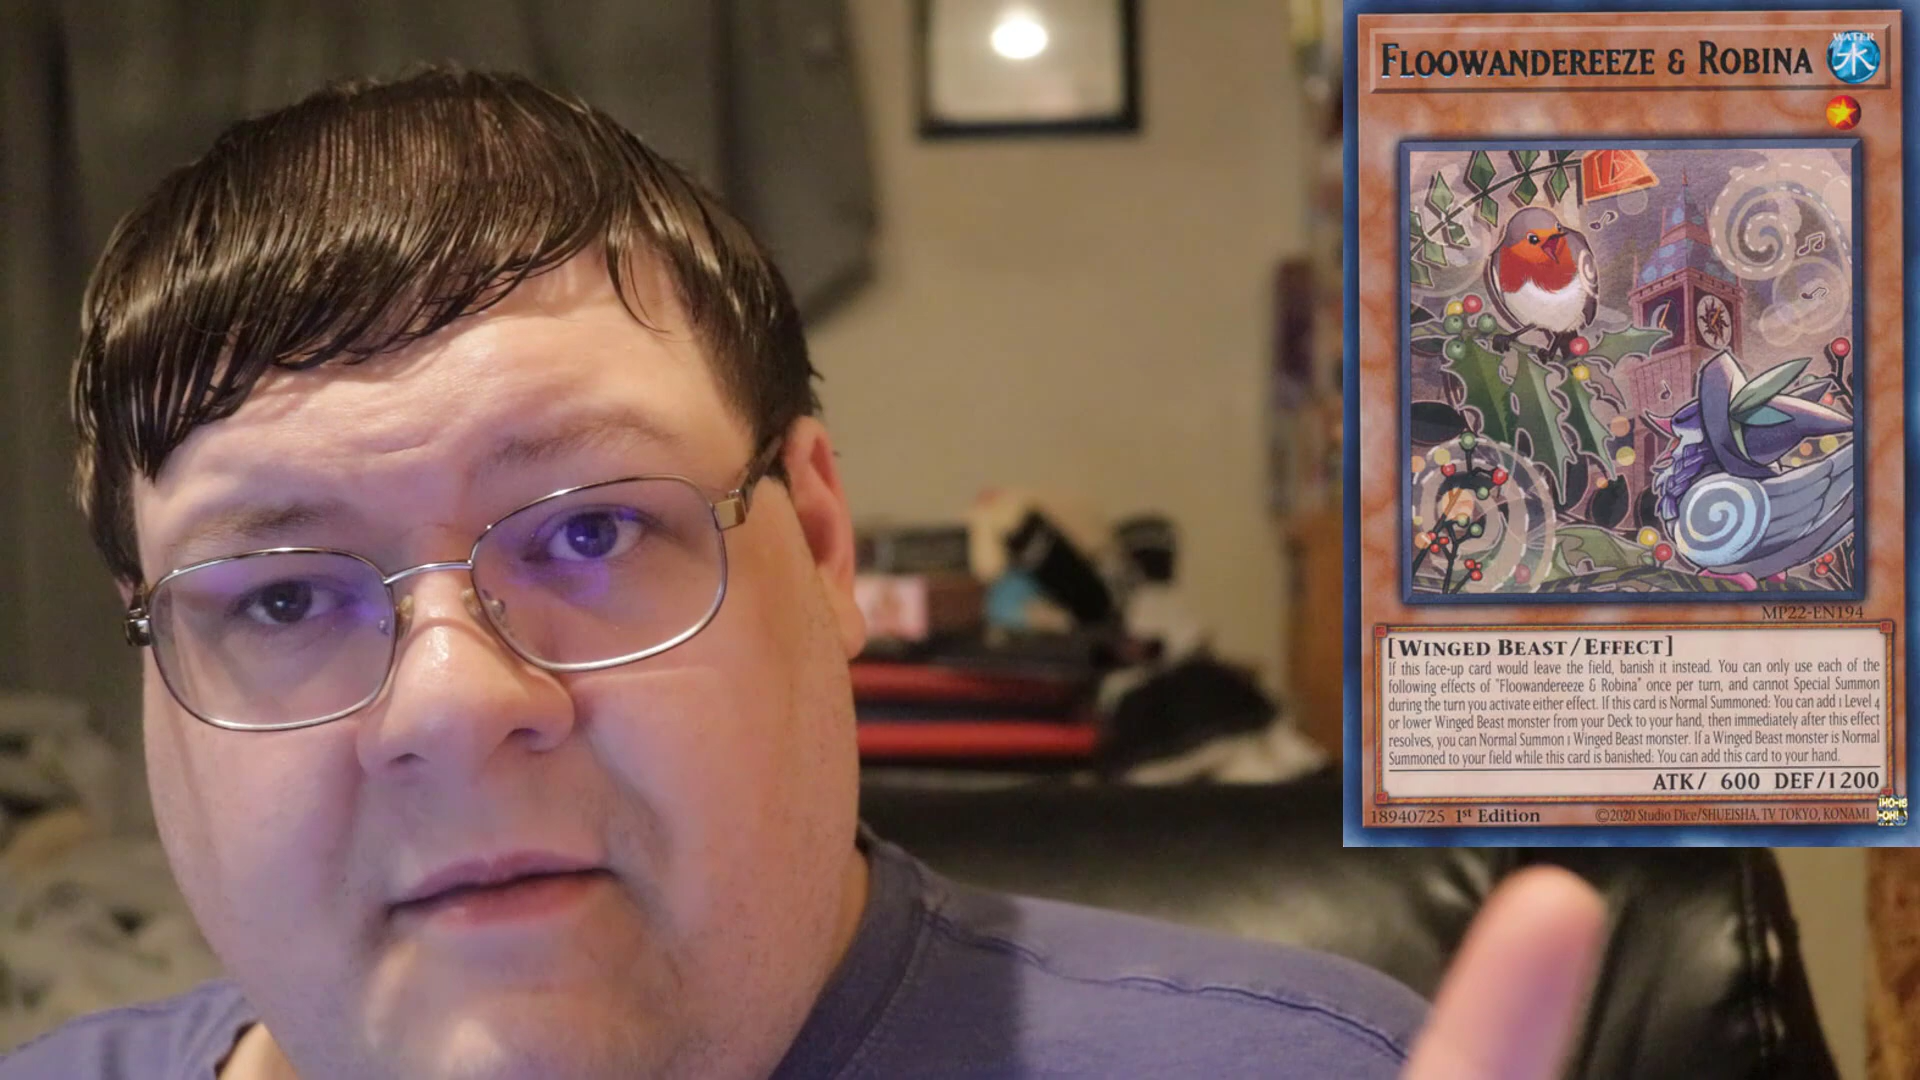 FLOOWANDEREEZE & ROBINA
WATER
水
MP22-EN194
[WINGED BEAST/EFFECT]
If this face-up card would leave the field, banish it instead. You can only use each of the
following effects of "Floowandereeze & Robina" once per turn, and cannot Special Summon
during the turn you activate either effect. If this card is Normal Summoned: You can add 1 Level 4
or lower Winged Beast monster from your Deck to your hand, then immediately after this effect
resolves, you can Normal Summon 1 Winged Beast monster. If a Winged Beast monster is Normal
Summoned to your field while this card is banished: You can add this card to your hand.
ATK/ 600 DEF/1200
18940725 1st Edition
©2020 Studio Dice/SHUEISHA, TV TOKYO, KONAMI